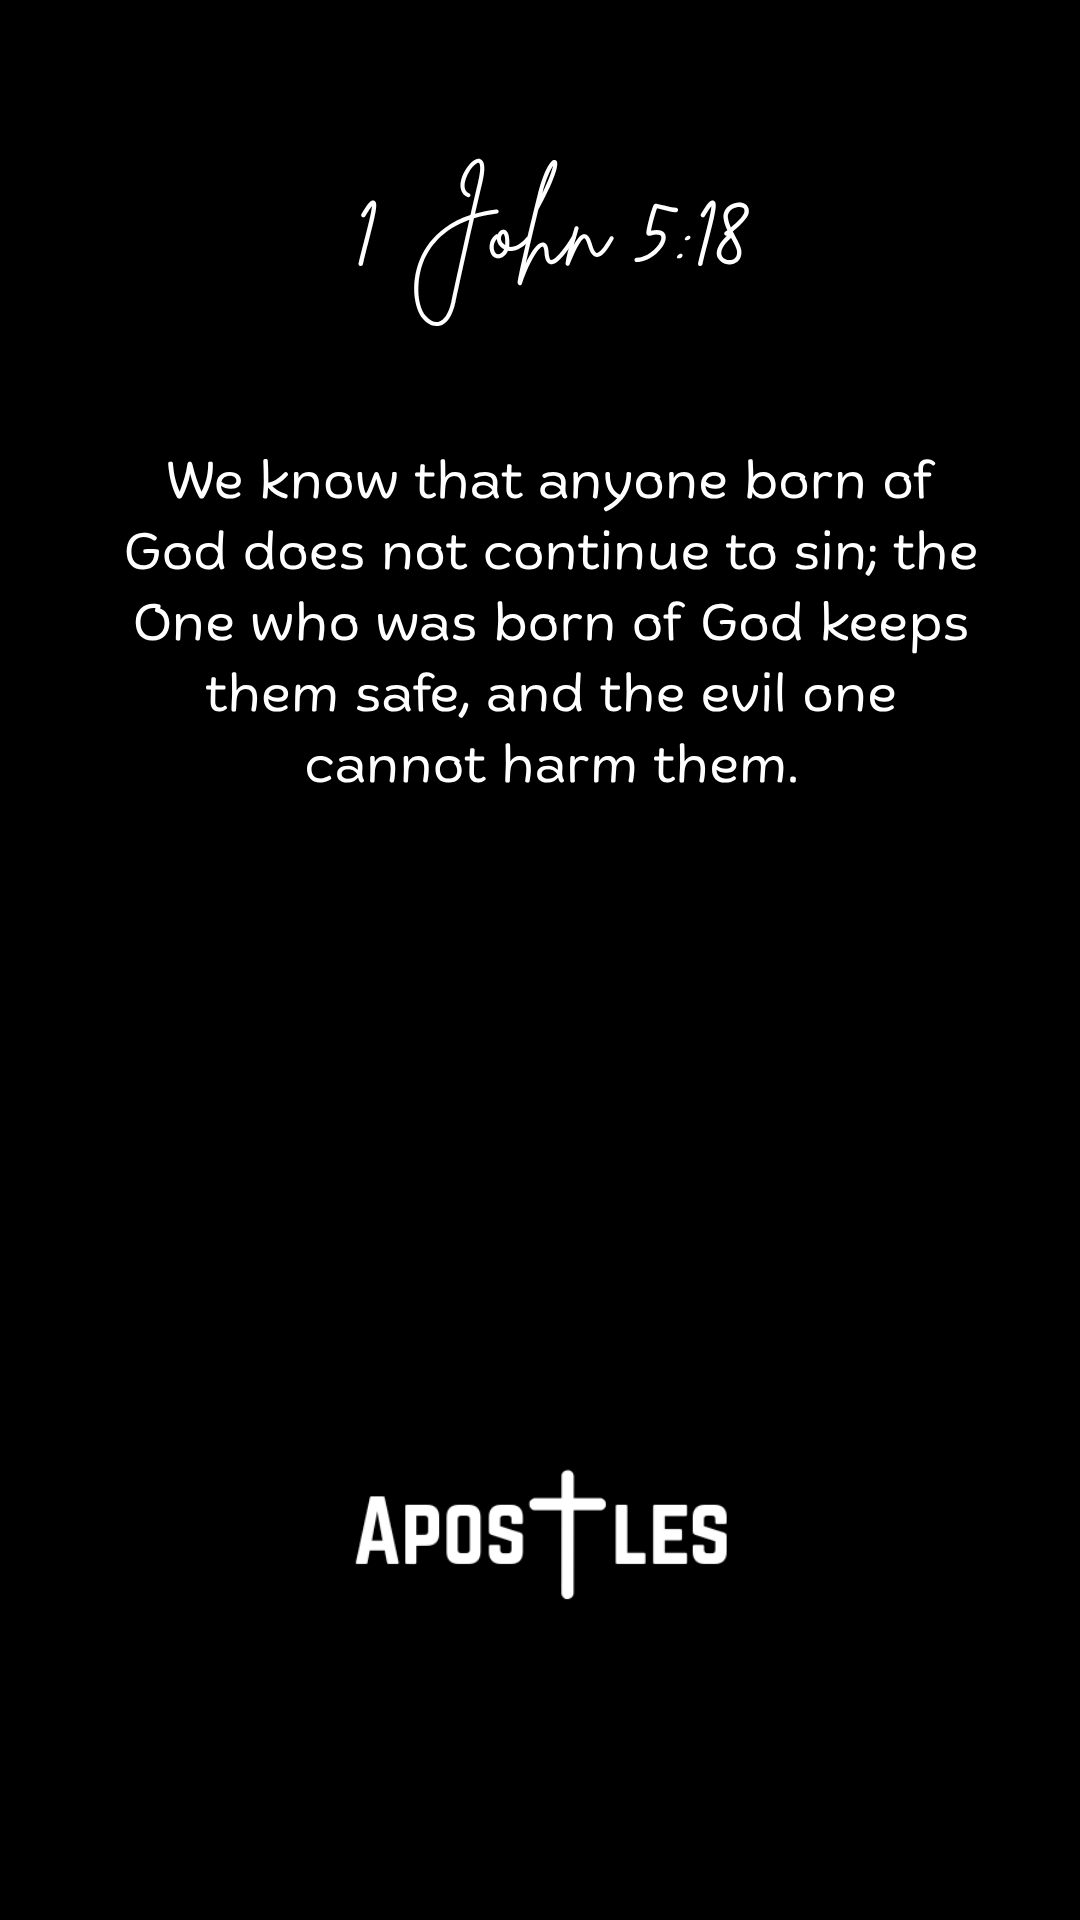 1 John 5:18
We know that anyone born of
God does not continue to sin; the
One who was born of God keeps
them safe, and the evil one
cannot harm them.
APOSTLES